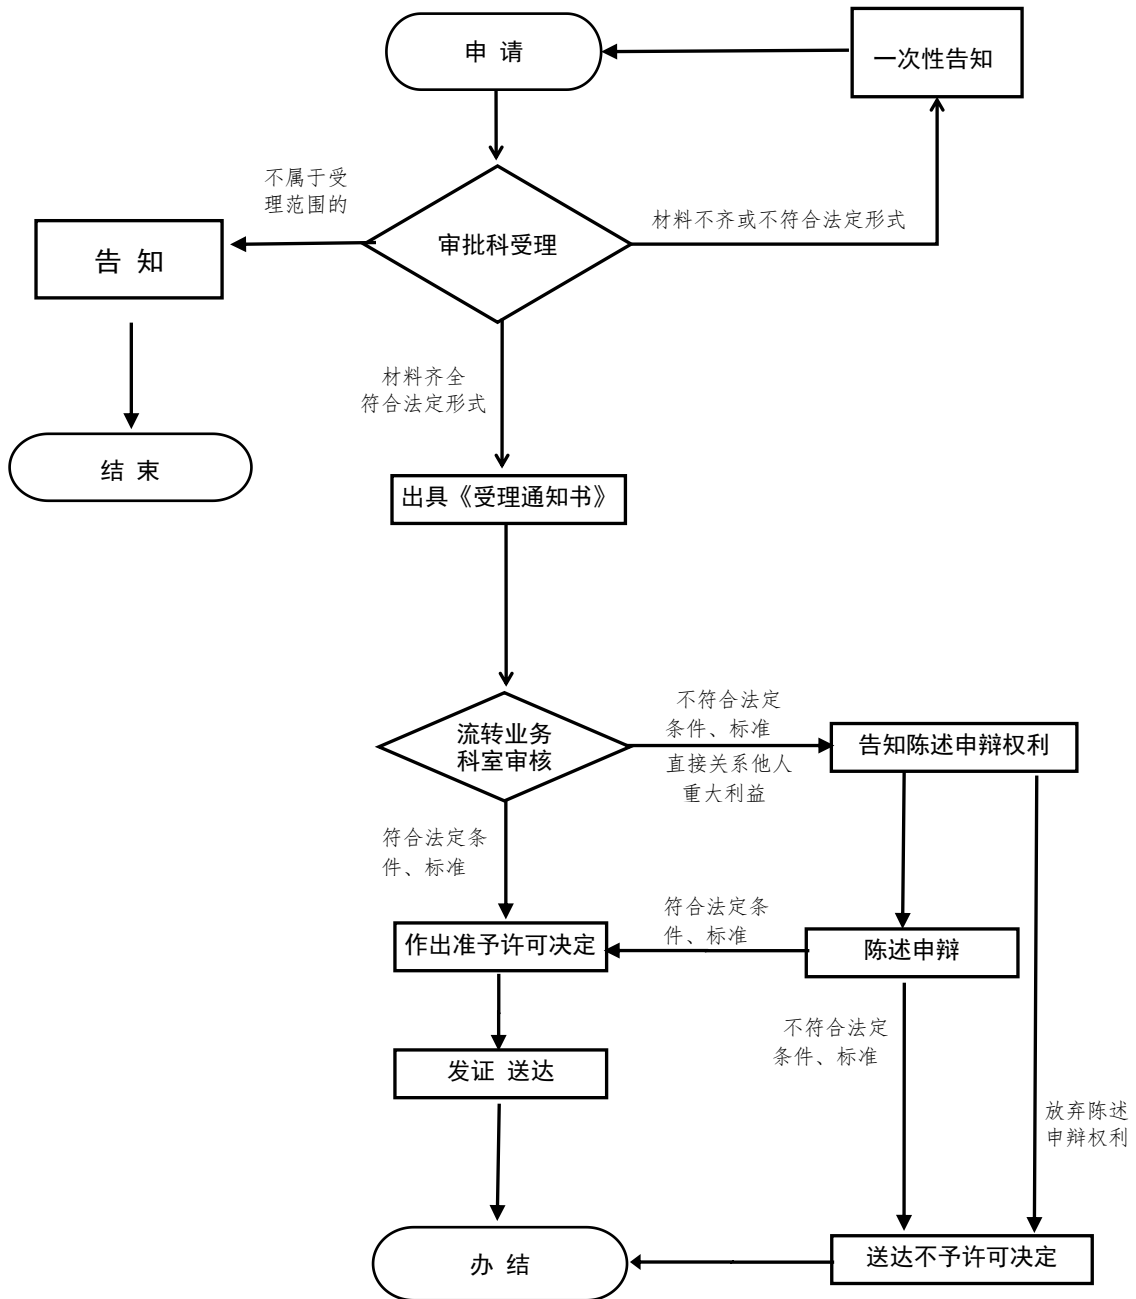 申 请
一次性告知
不属于受
理范围的
材料不齐或不符合法定形式
审批科受理
告 知
材料齐全
符合法定形式
结 束
出具《受理通知书》
不符合法定
条件、标准
流转业务
科室审核
告知陈述申辩权利
直接关系他人
重大利益
符合法定条
件、标准
符合法定条
件、标准
作出准予许可决定
陈述申辩
不符合法定
条件、标准
发证 送达
放弃陈述
申辩权利
办 结
送达不予许可决定